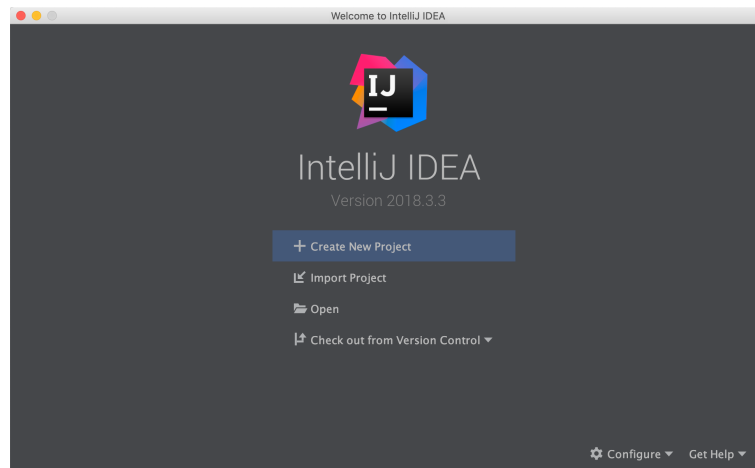 Welcome to IntelliJ IDEA
IJ
IntelliJ IDEA
Version 2018.3.3
Create New Project
Import Project
Open
Check out from Version Control
Configure
Get Help